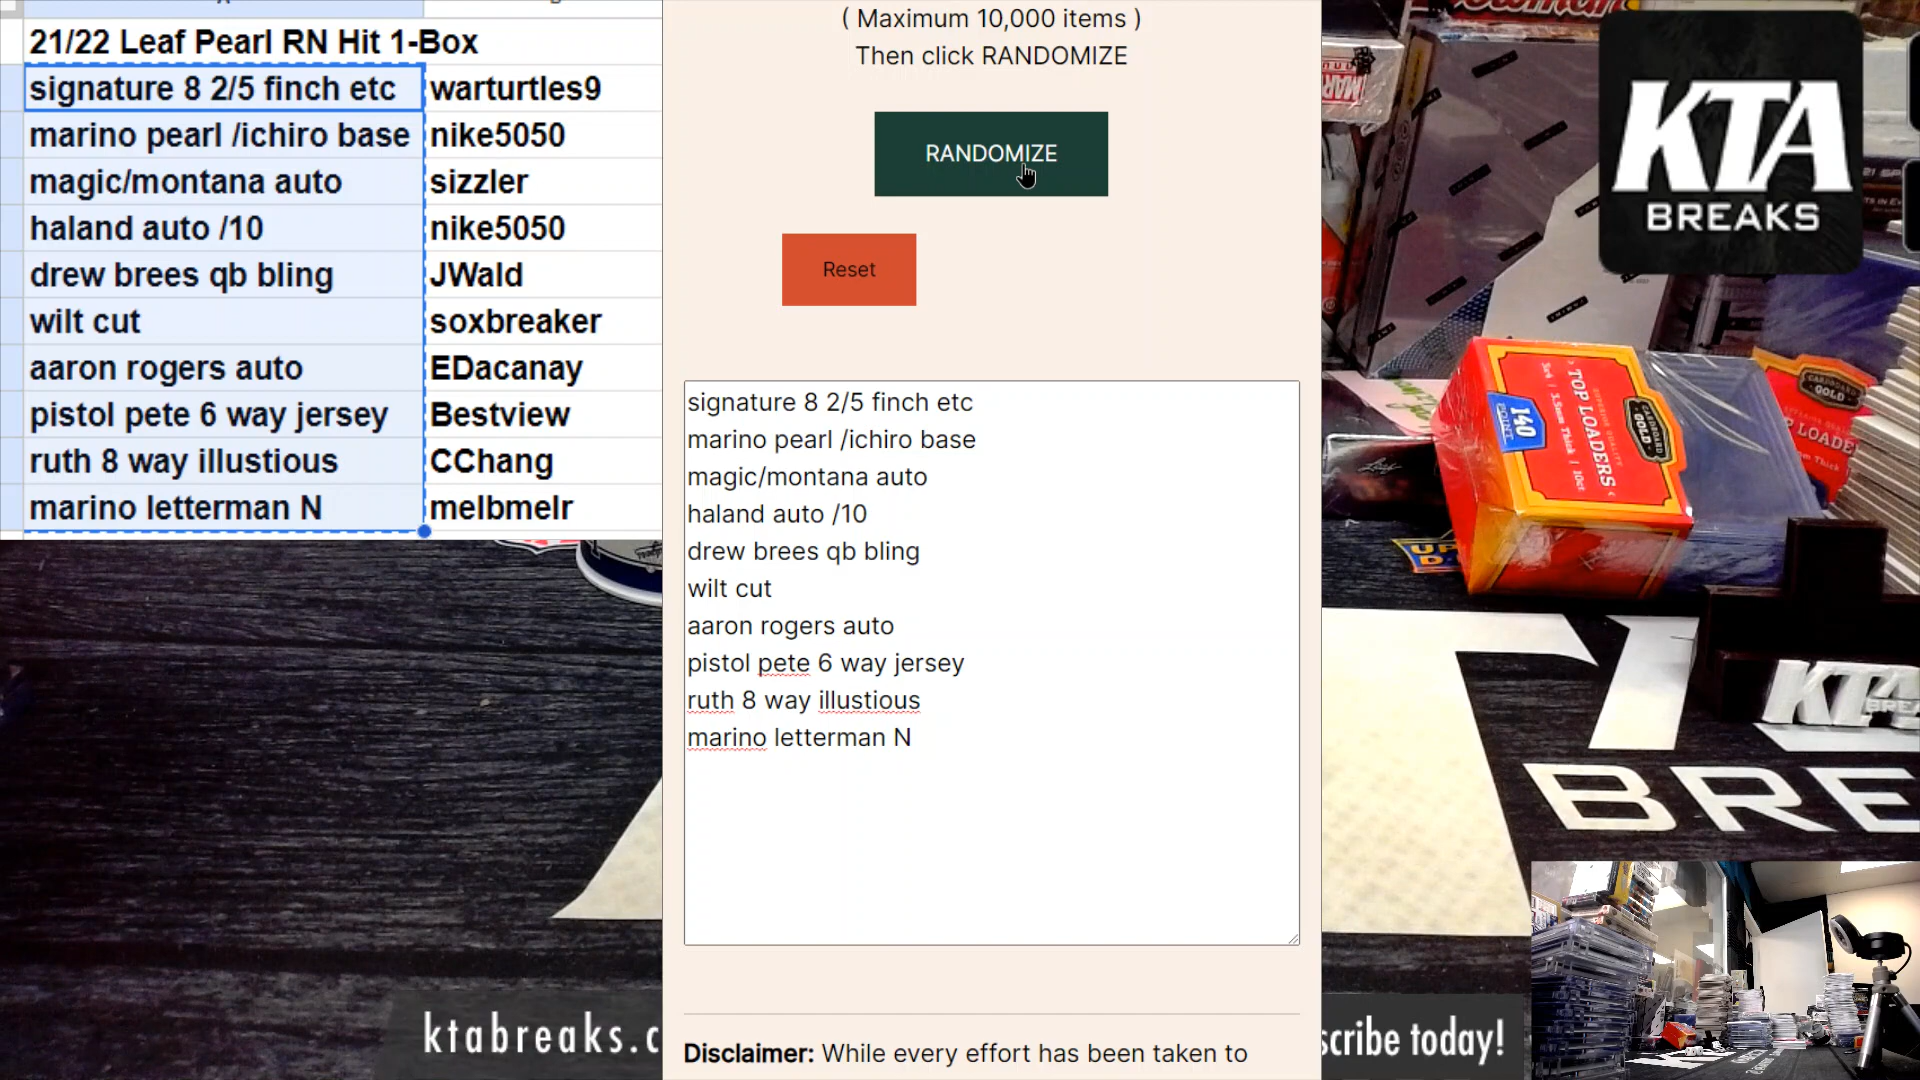 21/22 Leaf Pearl RN Hit 1-Box
signature 8 2/5 finch etc warturtles9
marino pearl /ichiro base nike5050
magic/montana auto sizzler
haland auto /10 nike5050
drew brees qb bling JWald
wilt cut soxbreaker
aaron rogers auto EDacanay
pistol pete 6 way jersey Bestview
ruth 8 way illustious CChang
marino letterman N melbmelr
( Maximum 10,000 items )
Then click RANDOMIZE
RANDOMIZE
Reset
signature 8 2/5 finch etc
marino pearl /ichiro base
magic/montana auto
haland auto /10
drew brees qb bling
wilt cut
aaron rogers auto
pistol pete 6 way jersey
ruth 8 way illustious
marino letterman N
Disclaimer: While every effort has been taken to
KTA
BREAKS
TOP LOADERS
140
POINT
CARDBOARD
GOLD
KTA
BRE
ktabreaks.c
scribe today!